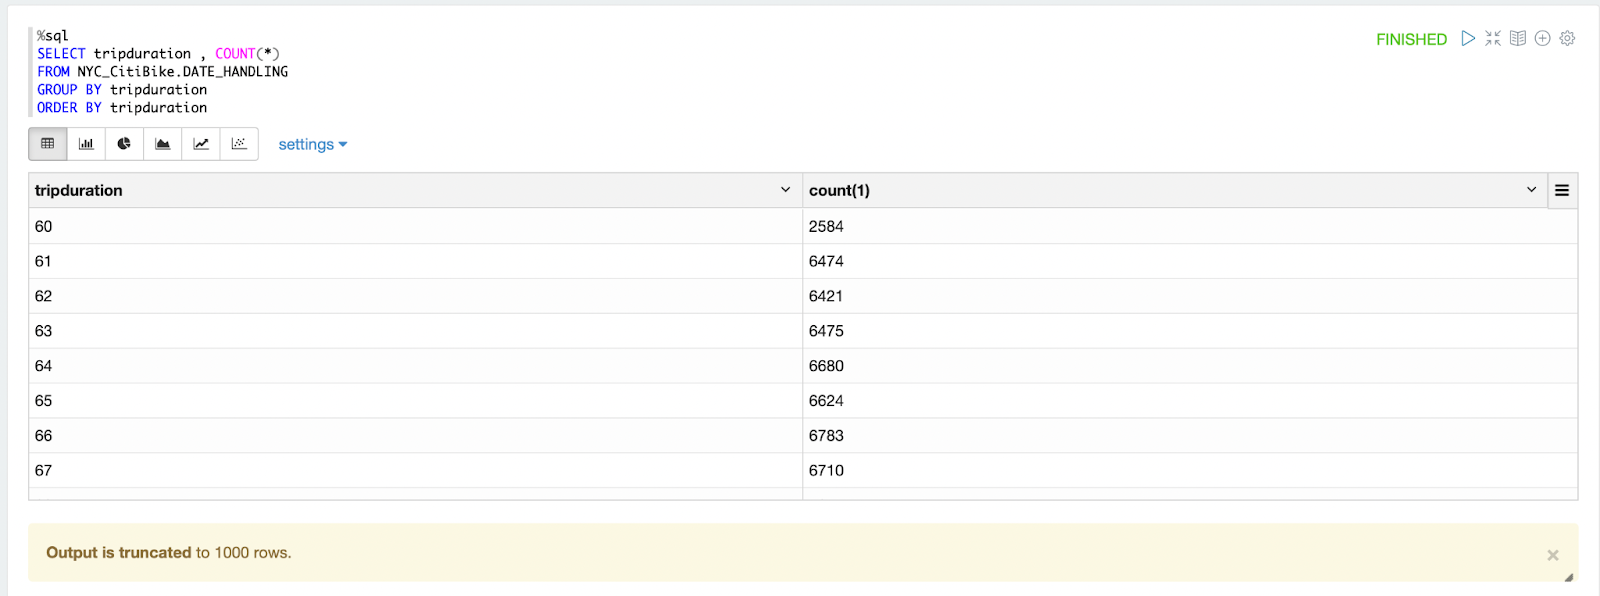 %sql
SELECT tripduration , COUNT(*)
FROM NYC_CitiBike.DATE_HANDLING
GROUP BY tripduration
ORDER BY tripduration
FINISHED
settings
tripduration count(1)
60 2584
61 6474
62 6421
63 6475
64 6680
65 6624
66 6783
67 6710
Output is truncated to 1000 rows.